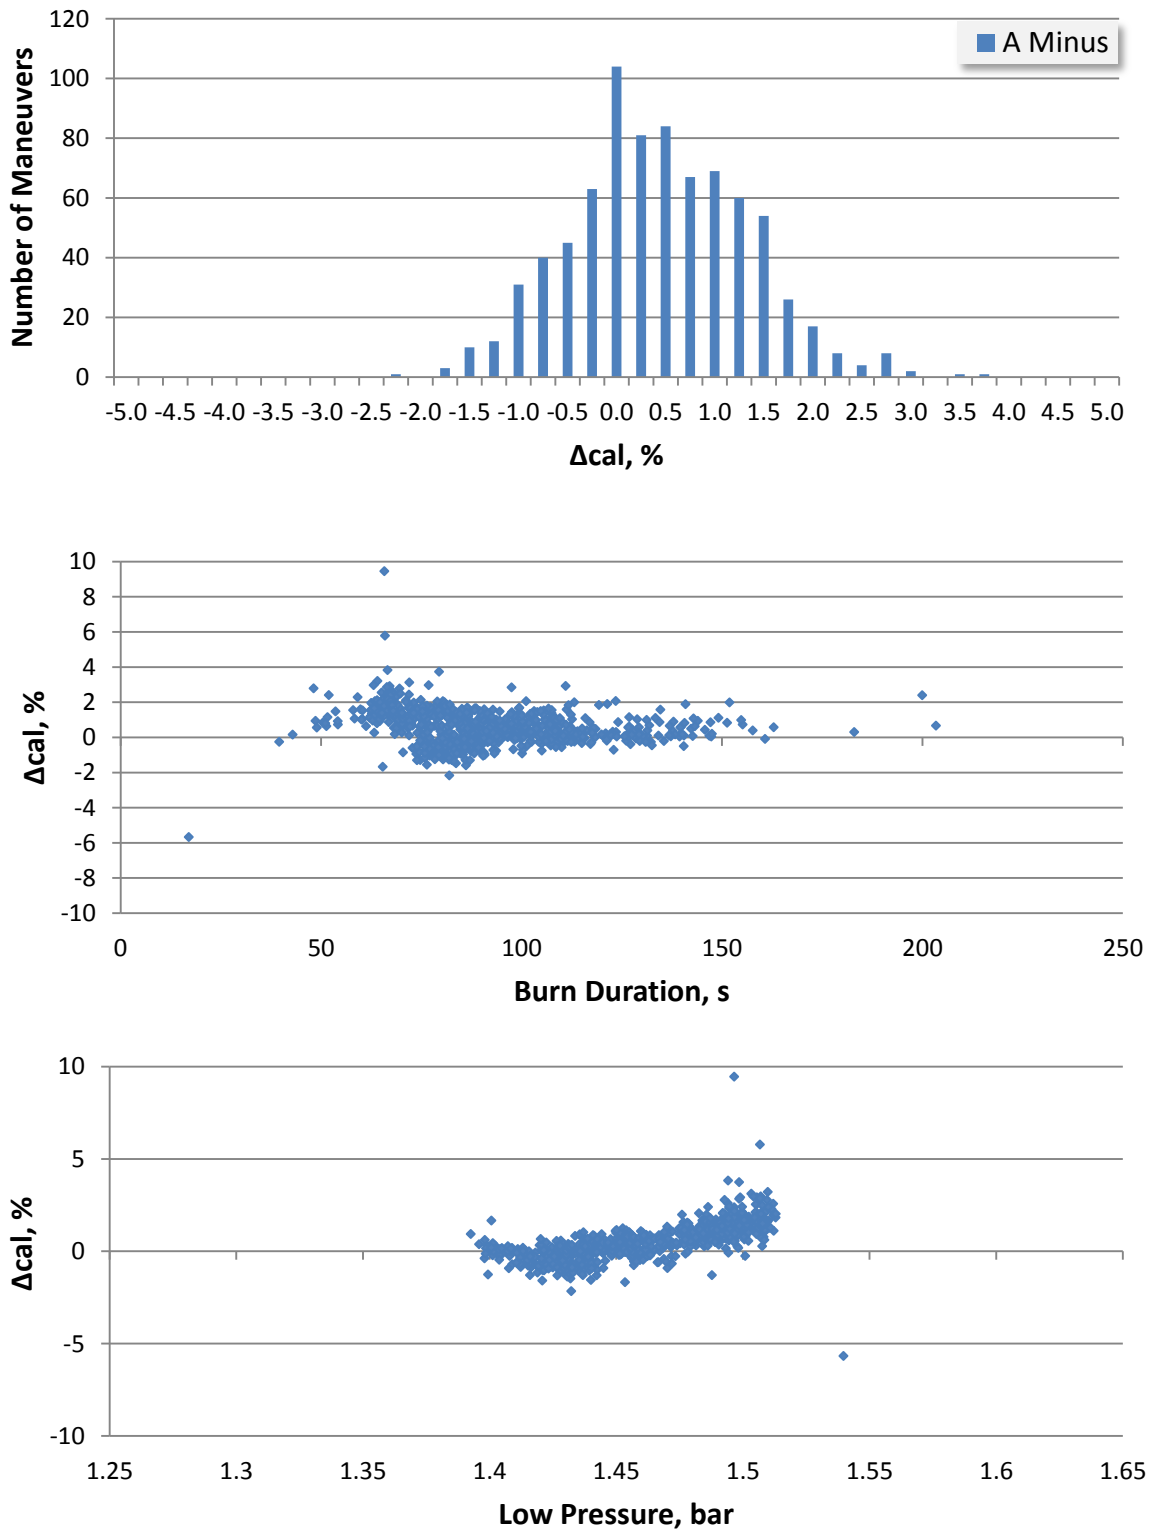 120
A Minus
100
80
60
40
20
0
Number of Maneuvers
-5.0 -4.5 -4.0 -3.5 -3.0 -2.5 -2.0 -1.5 -1.0 -0.5 0.0 0.5 1.0 1.5 2.0 2.5 3.0 3.5 4.0 4.5 5.0
Δcal, %
10
8
6
4
2
0
-2
-4
-6
-8
-10
Δcal, %
0 50 100 150 200 250
Burn Duration, s
10
5
0
-5
-10
Δcal, %
1.25 1.3 1.35 1.4 1.45 1.5 1.55 1.6 1.65
Low Pressure, bar